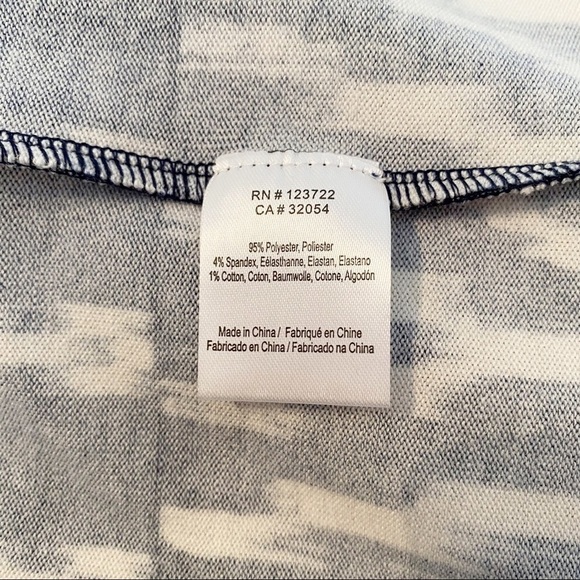 RN # 123722
CA # 32054
95% Polyester, Poliester
4% Spandex, Eélasthanne, Elastan, Elastano
1% Cotton, Coton, Baumwolle, Cotone, Algodón
Made in China / Fabriqué en Chine
Fabricado en China / Fabricado na China